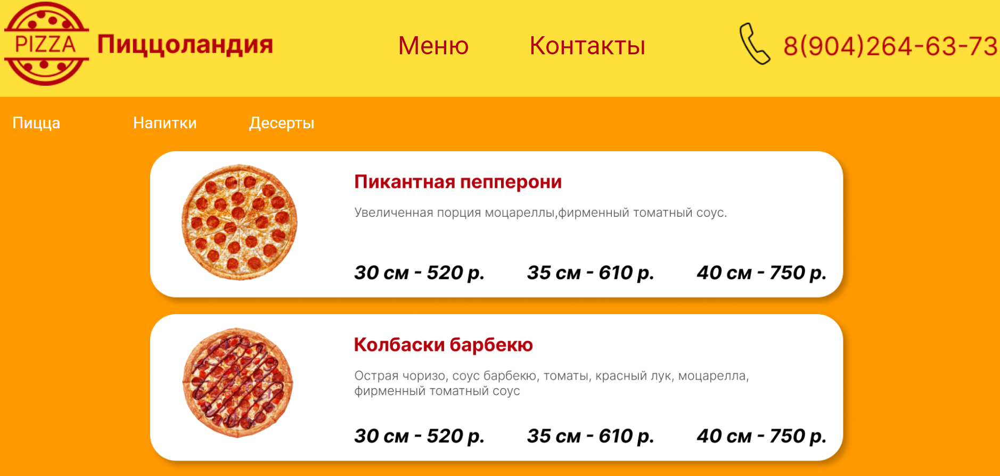 PIZZA
Пиццоландия
Меню
Контакты
8(904)264-63-73
Пицца
Напитки
Десерты
Пикантная пепперони
Увеличенная порция моцареллы,фирменный томатный соус.
30 см - 520 р.
35 см - 610 р.
40 см - 750 р.
Колбаски барбекю
Острая чоризо, соус барбекю, томаты, красный лук, моцарелла,
фирменный томатный соус
30 см - 520 р.
35 см - 610 р.
40 см - 750 р.